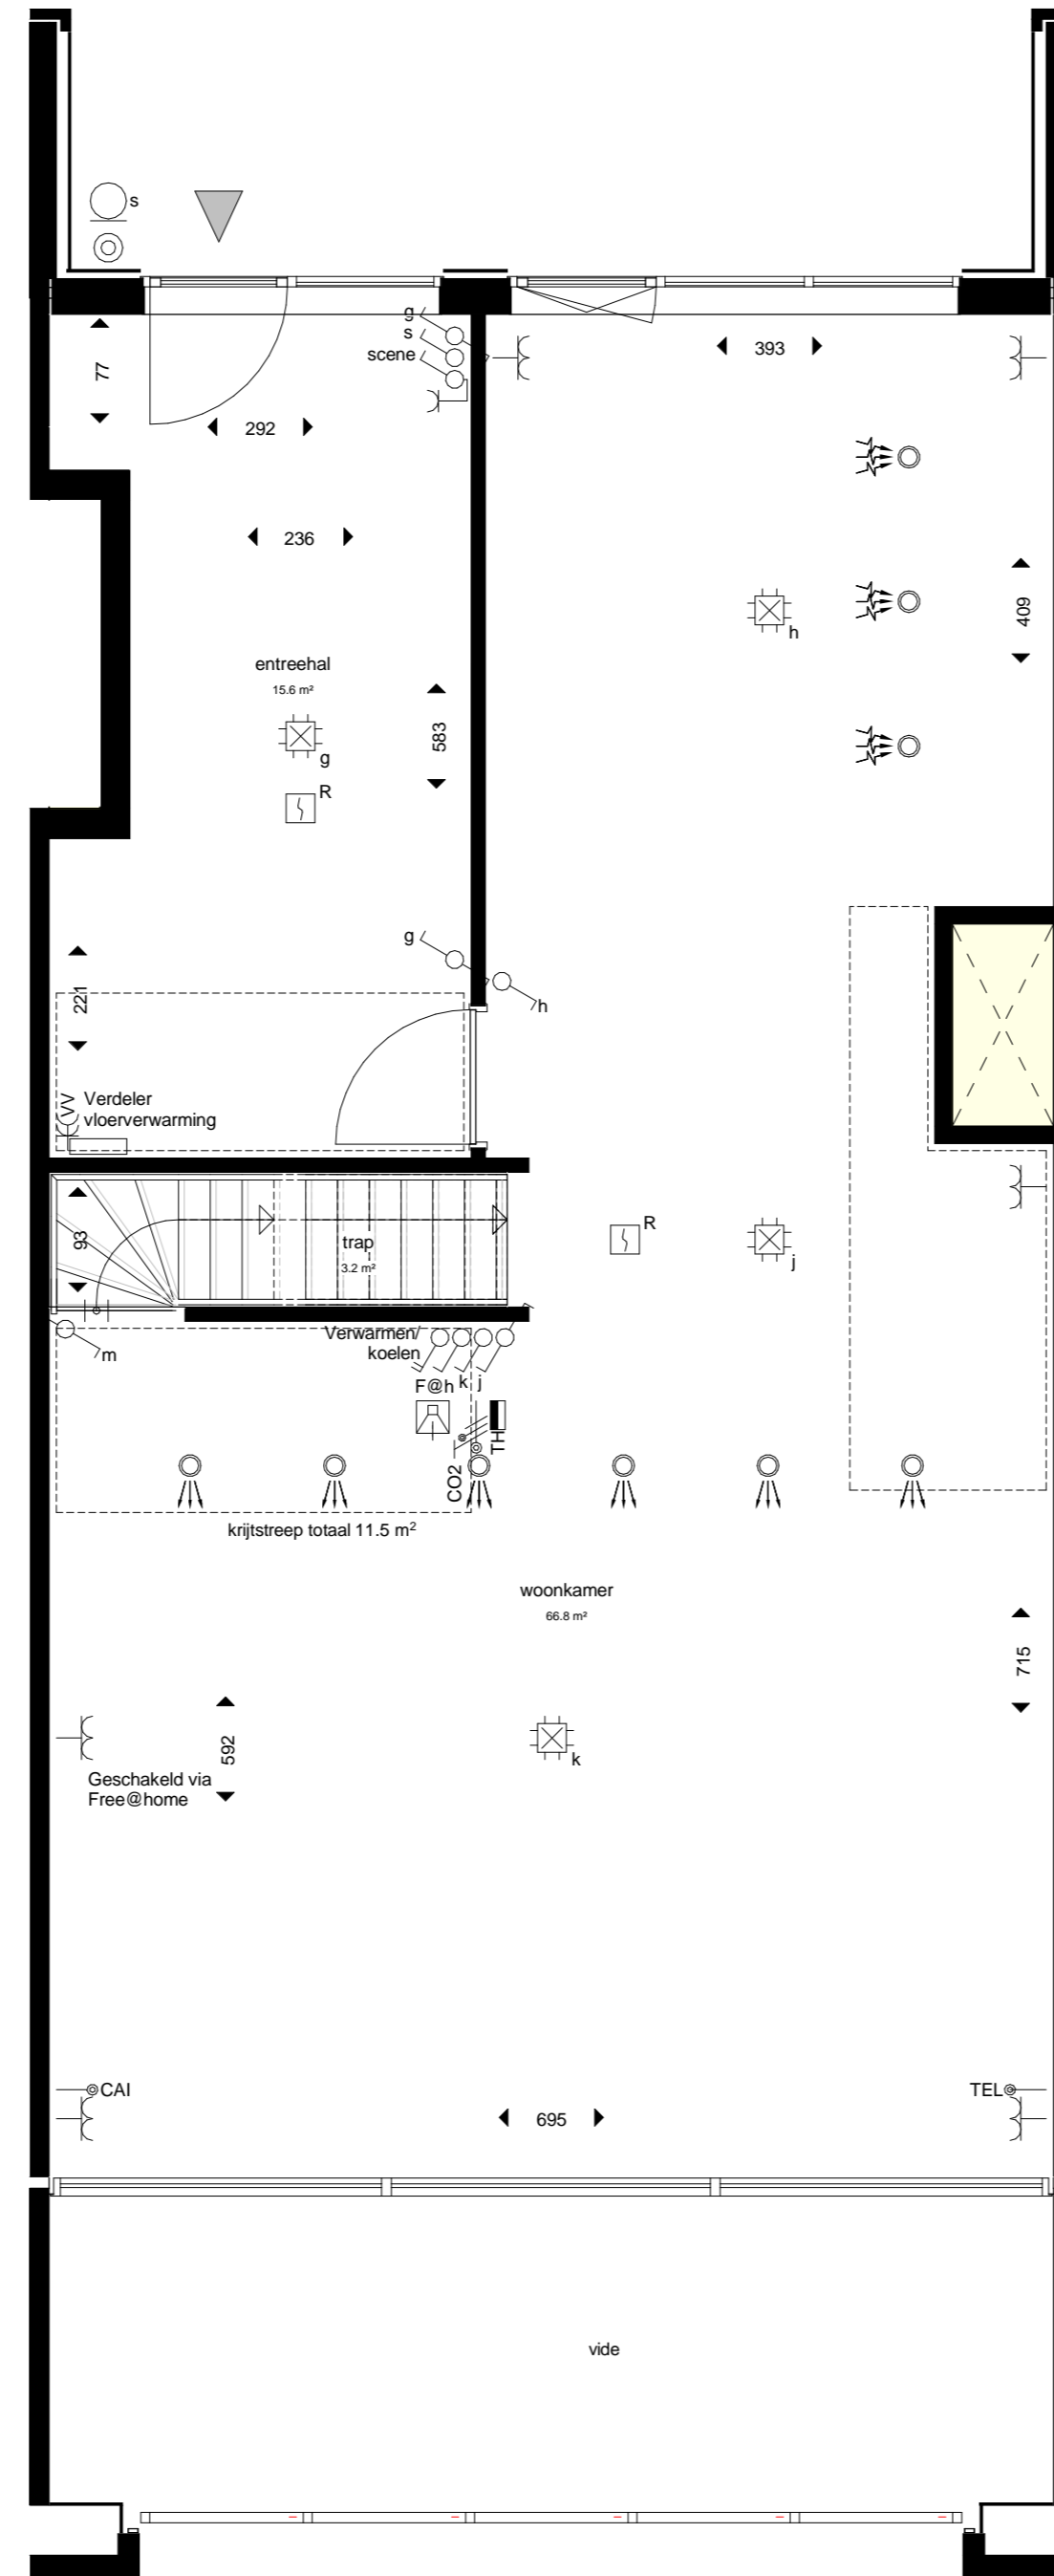 s
g
s
scene
77
393
292
236
409
h
entreehal
15.6 m²
583
g
R
g
h
221
VV
Verdeler
vloerverwarming
93
trap
3.2 m²
R
j
m
Verwarmen/
koelen
F@h
k
j
CO2
TH
krijtstreep totaal 11.5 m²
woonkamer
66.8 m²
715
592
k
Geschakeld via
Free@home
CAI
TEL
695
vide